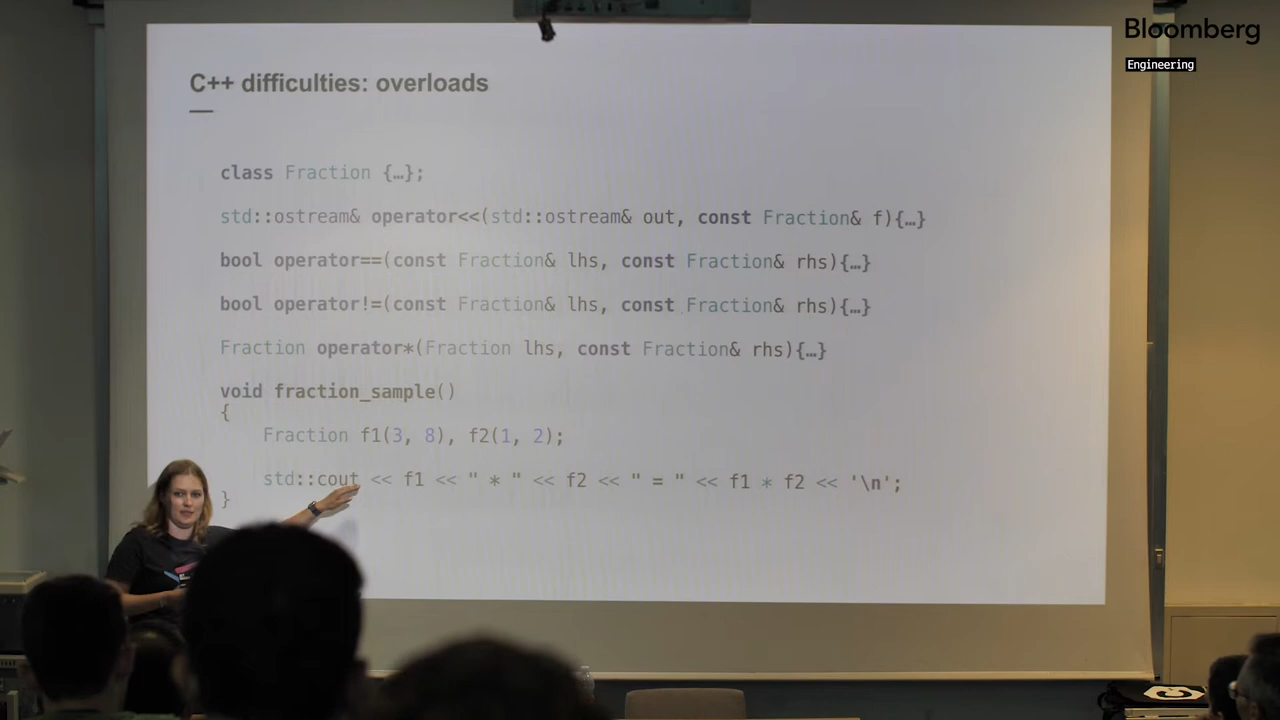 Bloomberg
Engineering
C++ difficulties: overloads
class Fraction {…};
std::ostream& operator<<(std::ostream& out, const Fraction& f){…}
bool operator==(const Fraction& lhs, const Fraction& rhs){…}
bool operator!=(const Fraction& lhs, const Fraction& rhs){…}
Fraction operator*(Fraction lhs, const Fraction& rhs){…}
void fraction_sample()
{
Fraction f1(3, 8), f2(1, 2);
std::cout << f1 << " * " << f2 << " = " << f1 * f2 << '\n';
}